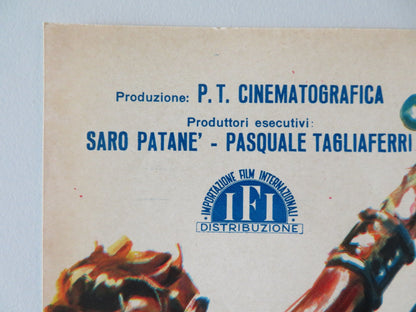 Produzione: P. T. CINEMATOGRAFICA
Produttori esecutivi:
SARO PATANE' - PASQUALE TAGLIAFERRI
IMPORTAZIONE FILM INTERNAZIONALI
IFI
DISTRIBUZIONE